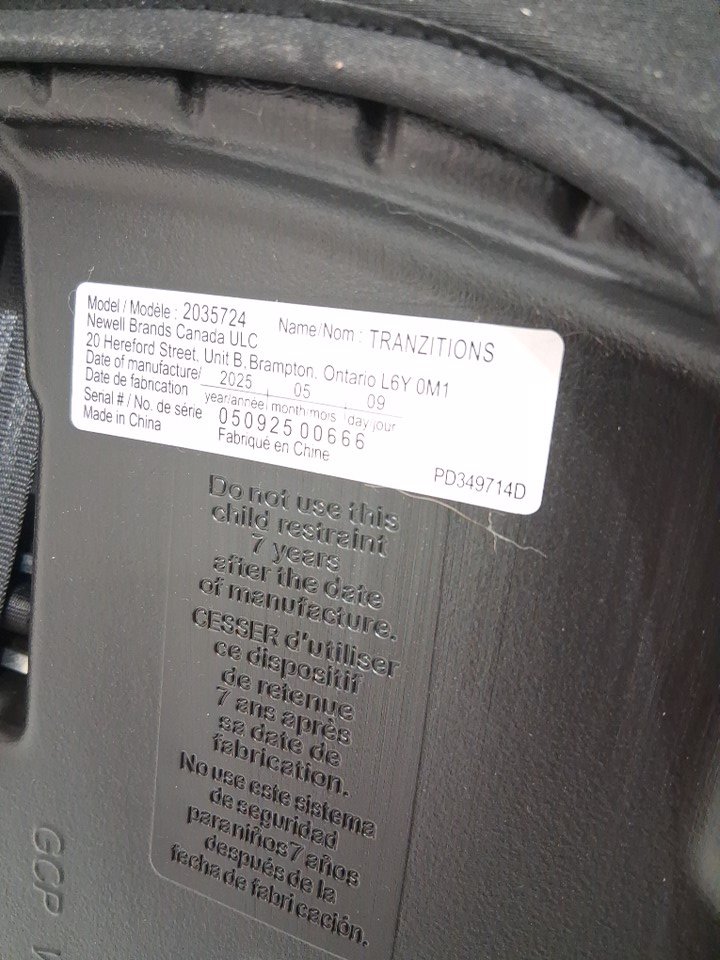 Model / Modèle : 2035724 Name/Nom : TRANZITIONS
Newell Brands Canada ULC
20 Hereford Street, Unit B, Brampton, Ontario L6Y 0M1
Date of manufacture/ 2025 05 09
Date de fabrication year/année month/mois day/jour
Serial # / No. de série 050925 00666
Made in China Fabriqué en Chine
PD349714D
Do not use this
child restraint
7 years
after the date
of manufacture.
CESSER d'utiliser
ce dispositif
de retenue
7 ans après
sa date de
fabrication.
No use este sistema
de seguridad
para niños 7 años
después de la
fecha de fabricación.
GCP